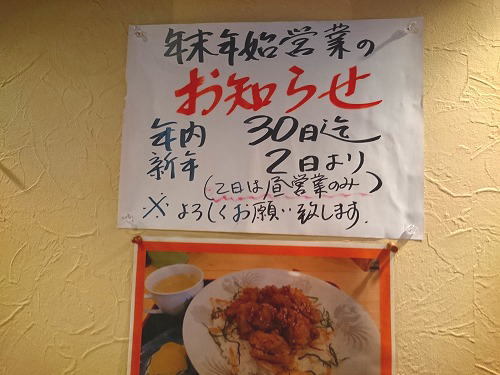 年末年始営業の
お知らせ
年内 30日迄
新年 2日より
(2日は昼営業のみ)
※よろしくお願い致します.